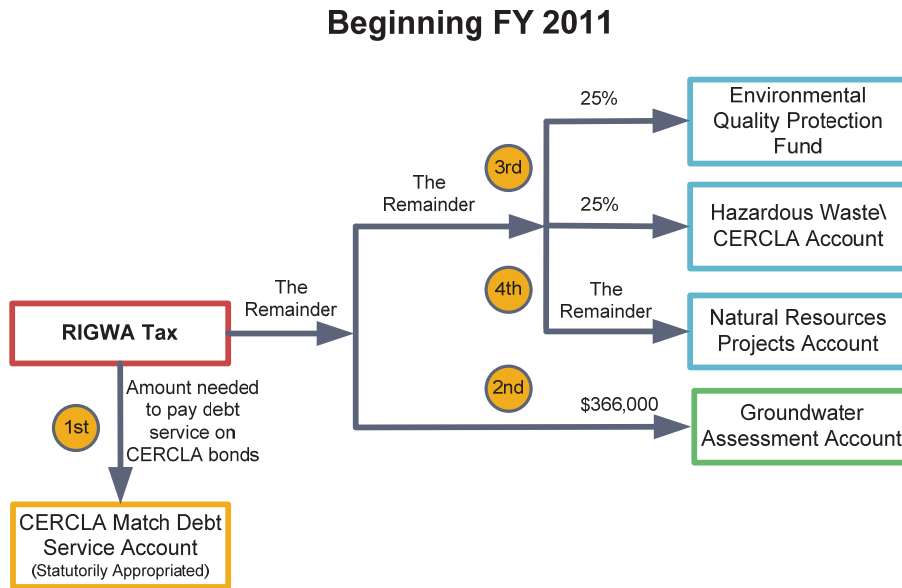 Beginning FY 2011
25%
Environmental
Quality Protection
Fund
3rd
The
Remainder
25%
Hazardous Waste\
CERCLA Account
4th
The
Remainder
Natural Resources
Projects Account
The
Remainder
RIGWA Tax
2nd
$366,000
Groundwater
Assessment Account
1st
Amount needed
to pay debt
service on
CERCLA bonds
CERCLA Match Debt
Service Account
(Statutorily Appropriated)